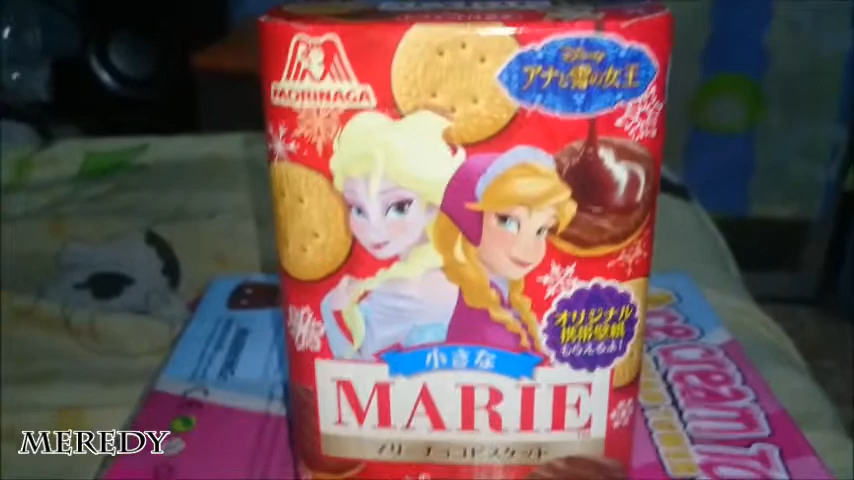 MORINAGA
Disney
アナと雪の女王
オリジナル
携帯壁紙
もらえるよ!
小さな
MARIE
マリーチョコビスケット
MEREDY